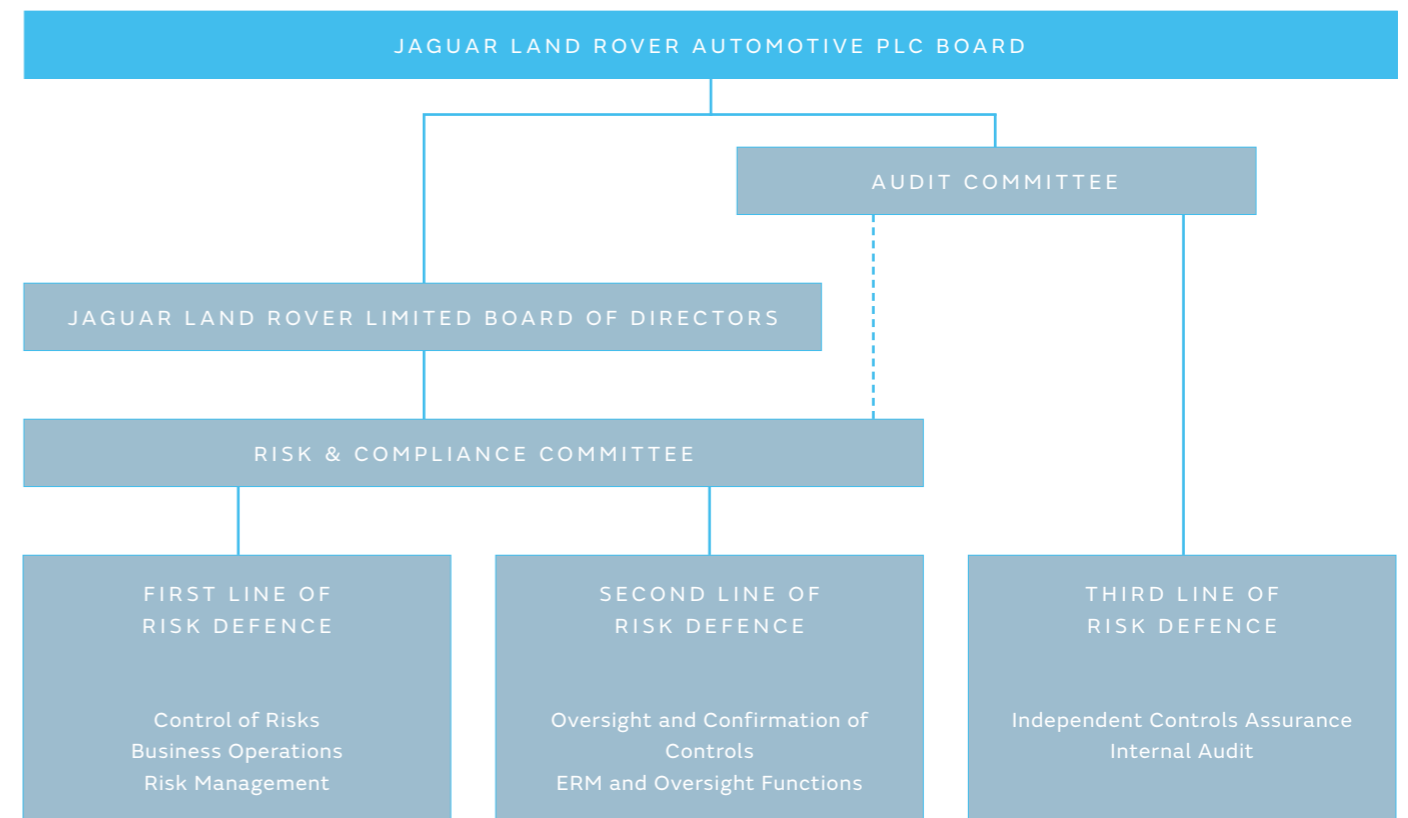 JAGUAR LAND ROVER AUTOMOTIVE PLC BOARD
AUDIT COMMITTEE
JAGUAR LAND ROVER LIMITED BOARD OF DIRECTORS
RISK & COMPLIANCE COMMITTEE
FIRST LINE OF
RISK DEFENCE
Control of Risks
Business Operations
Risk Management
SECOND LINE OF
RISK DEFENCE
Oversight and Confirmation of
Controls
ERM and Oversight Functions
THIRD LINE OF
RISK DEFENCE
Independent Controls Assurance
Internal Audit